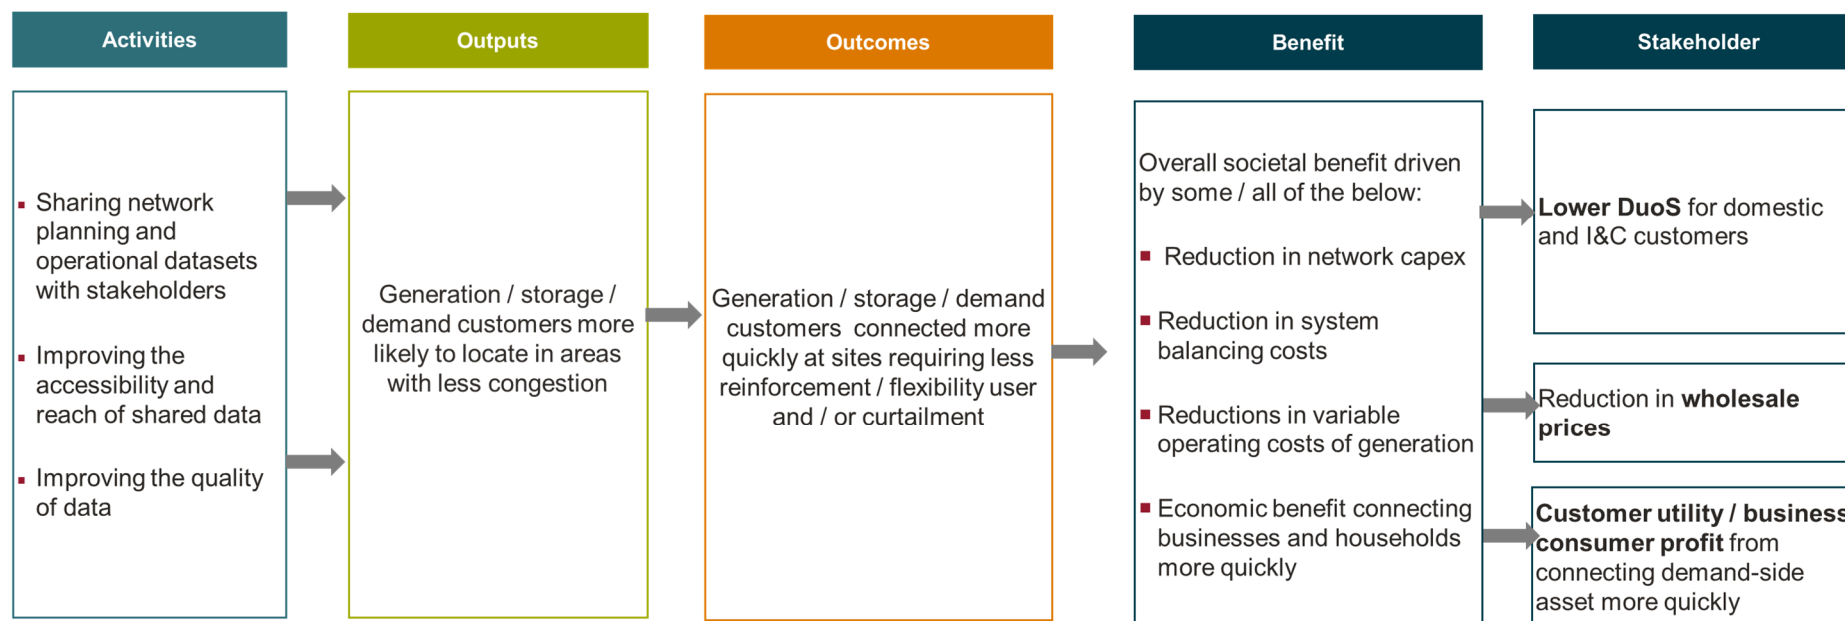 Activities
Sharing network
planning and
operational datasets
with stakeholders
Improving the
accessibility and
reach of shared data
Improving the quality
of data
Outputs
Generation / storage /
demand customers more
likely to locate in areas
with less congestion
Outcomes
Generation / storage / demand
customers connected more
quickly at sites requiring less
reinforcement / flexibility user
and / or curtailment
Benefit
Overall societal benefit driven
by some / all of the below:
Reduction in network capex
Reduction in system
balancing costs
Reductions in variable
operating costs of generation
Economic benefit connecting
businesses and households
more quickly
Stakeholder
Lower DuoS for domestic
and I&C customers
Reduction in wholesale
prices
Customer utility / business
consumer profit from
connecting demand-side
asset more quickly